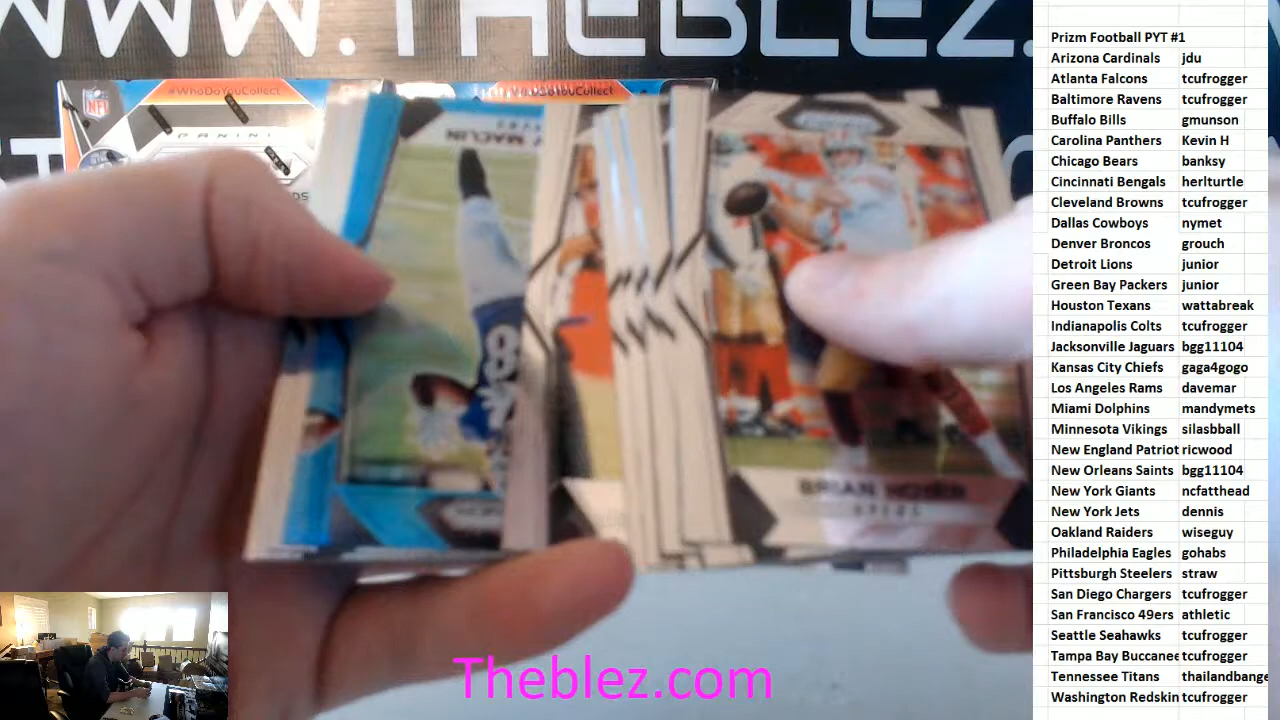 WWW.THEBLEZ.
#WhoDoYouCollect
#WhoDoYouCollect
NFL
PANINI
MACLIN
BRIAN HOYER
Theblez.com
Prizm Football PYT #1
Arizona Cardinals jdu
Atlanta Falcons tcufrogger
Baltimore Ravens tcufrogger
Buffalo Bills gmunson
Carolina Panthers Kevin H
Chicago Bears banksy
Cincinnati Bengals herlturtle
Cleveland Browns tcufrogger
Dallas Cowboys nymet
Denver Broncos grouch
Detroit Lions junior
Green Bay Packers junior
Houston Texans wattabreak
Indianapolis Colts tcufrogger
Jacksonville Jaguars bgg11104
Kansas City Chiefs gaga4gogo
Los Angeles Rams davemar
Miami Dolphins mandymets
Minnesota Vikings silasbball
New England Patriot ricwood
New Orleans Saints bgg11104
New York Giants ncfatthead
New York Jets dennis
Oakland Raiders wiseguy
Philadelphia Eagles gohabs
Pittsburgh Steelers straw
San Diego Chargers tcufrogger
San Francisco 49ers athletic
Seattle Seahawks tcufrogger
Tampa Bay Buccanee tcufrogger
Tennessee Titans thailandbange
Washington Redskin tcufrogger